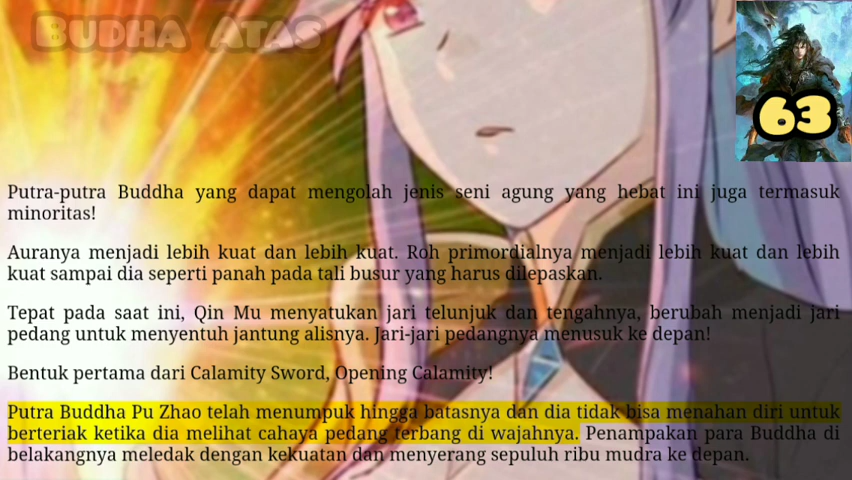 Budha Atas
63
Putra-putra Buddha yang dapat mengolah jenis seni agung yang hebat ini juga termasuk
minoritas!
Auranya menjadi lebih kuat dan lebih kuat. Roh primordialnya menjadi lebih kuat dan lebih
kuat sampai dia seperti panah pada tali busur yang harus dilepaskan.
Tepat pada saat ini, Qin Mu menyatukan jari telunjuk dan tengahnya, berubah menjadi jari
pedang untuk menyentuh jantung alisnya. Jari-jari pedangnya menusuk ke depan!
Bentuk pertama dari Calamity Sword, Opening Calamity!
Putra Buddha Pu Zhao telah menumpuk hingga batasnya dan dia tidak bisa menahan diri untuk
berteriak ketika dia melihat cahaya pedang terbang di wajahnya. Penampakan para Buddha di
belakangnya meledak dengan kekuatan dan menyerang sepuluh ribu mudra ke depan.